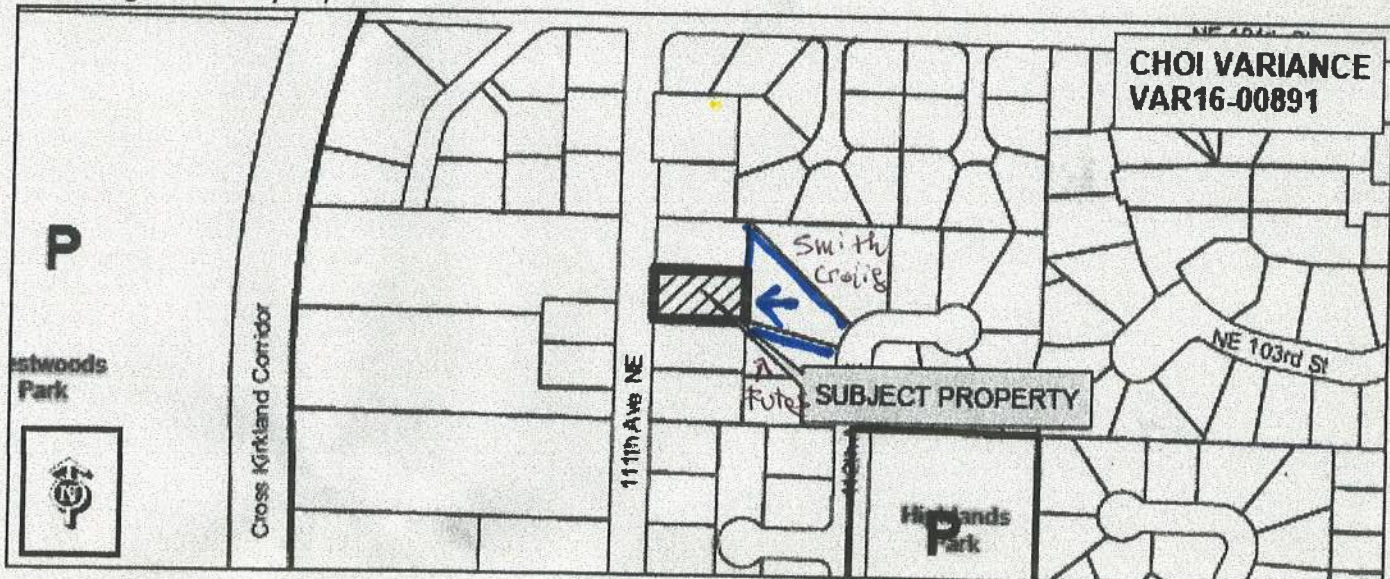 CHOI VARIANCE
VAR16-00891
P
Smith
estwoods
Park
Cross Kirkland Corridor
111th Ave NE
SUBJECT PROPERTY
NE 103rd St
Highlands
P
Park
N